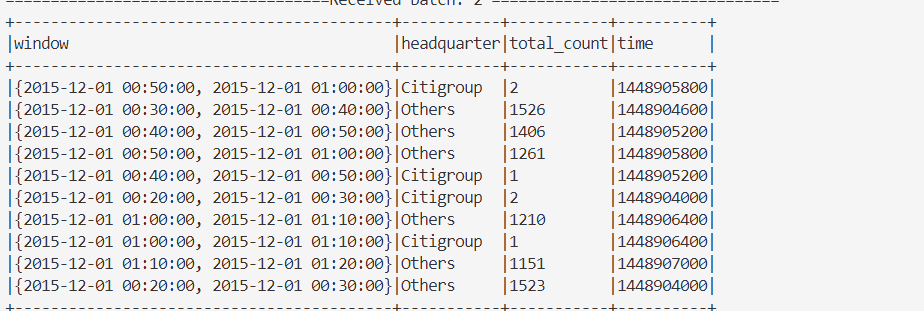 =====================================Received batch: 2 ================================
+------------------------------------------+-----------+-----------+----------+
|window                                    |headquarter|total_count|time      |
+------------------------------------------+-----------+-----------+----------+
|{2015-12-01 00:50:00, 2015-12-01 01:00:00}|Citigroup  |2          |1448905800|
|{2015-12-01 00:30:00, 2015-12-01 00:40:00}|Others     |1526       |1448904600|
|{2015-12-01 00:40:00, 2015-12-01 00:50:00}|Others     |1406       |1448905200|
|{2015-12-01 00:50:00, 2015-12-01 01:00:00}|Others     |1261       |1448905800|
|{2015-12-01 00:40:00, 2015-12-01 00:50:00}|Citigroup  |1          |1448905200|
|{2015-12-01 00:20:00, 2015-12-01 00:30:00}|Citigroup  |2          |1448904000|
|{2015-12-01 01:00:00, 2015-12-01 01:10:00}|Others     |1210       |1448906400|
|{2015-12-01 01:00:00, 2015-12-01 01:10:00}|Citigroup  |1          |1448906400|
|{2015-12-01 01:10:00, 2015-12-01 01:20:00}|Others     |1151       |1448907000|
|{2015-12-01 00:20:00, 2015-12-01 00:30:00}|Others     |1523       |1448904000|
+------------------------------------------+-----------+-----------+----------+